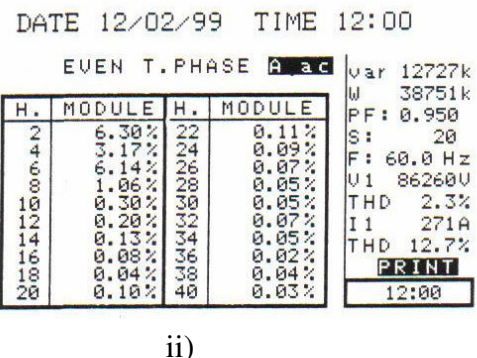 DATE 12/02/99 TIME 12:00
EVEN T.PHASE A ac
H. MODULE H. MODULE
2 6.30% 22 0.11%
4 3.17% 24 0.09%
6 6.14% 26 0.07%
8 1.06% 28 0.05%
10 0.30% 30 0.05%
12 0.20% 32 0.07%
14 0.13% 34 0.05%
16 0.08% 36 0.02%
18 0.04% 38 0.04%
20 0.10% 40 0.03%
var 12727k
W 38751k
PF: 0.950
S: 20
F: 60.0 Hz
V1 86260V
THD 2.3%
I1 271A
THD 12.7%
PRINT
12:00
ii)